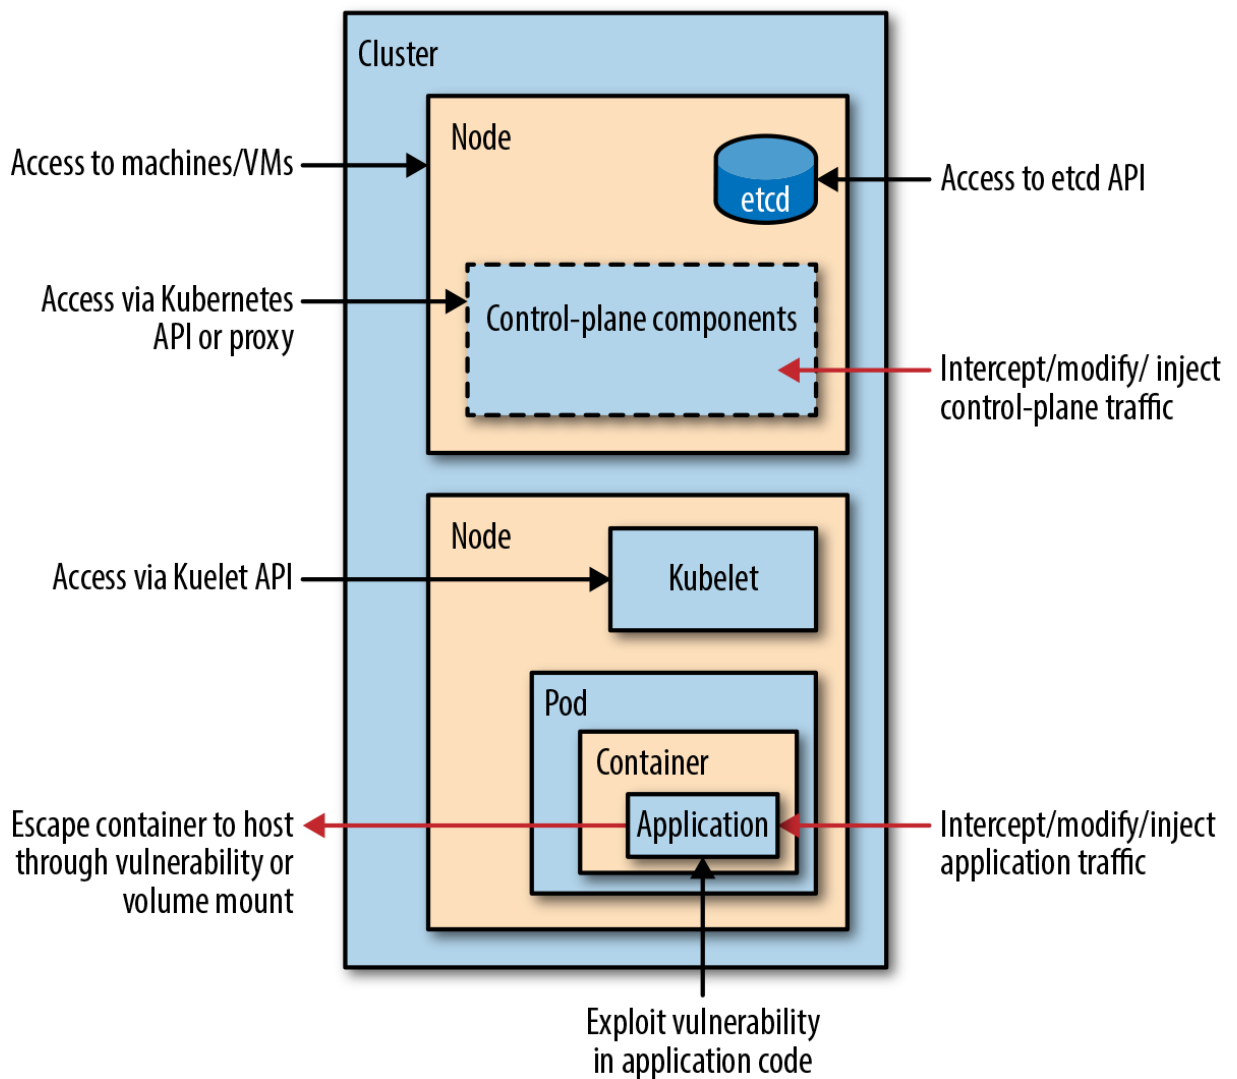 Cluster
Node
Access to machines/VMs
etcd
Access to etcd API
Access via Kubernetes
API or proxy
Control-plane components
Intercept/modify/ inject
control-plane traffic
Node
Access via Kuelet API
Kubelet
Pod
Container
Application
Escape container to host
through vulnerability or
volume mount
Intercept/modify/inject
application traffic
Exploit vulnerability
in application code